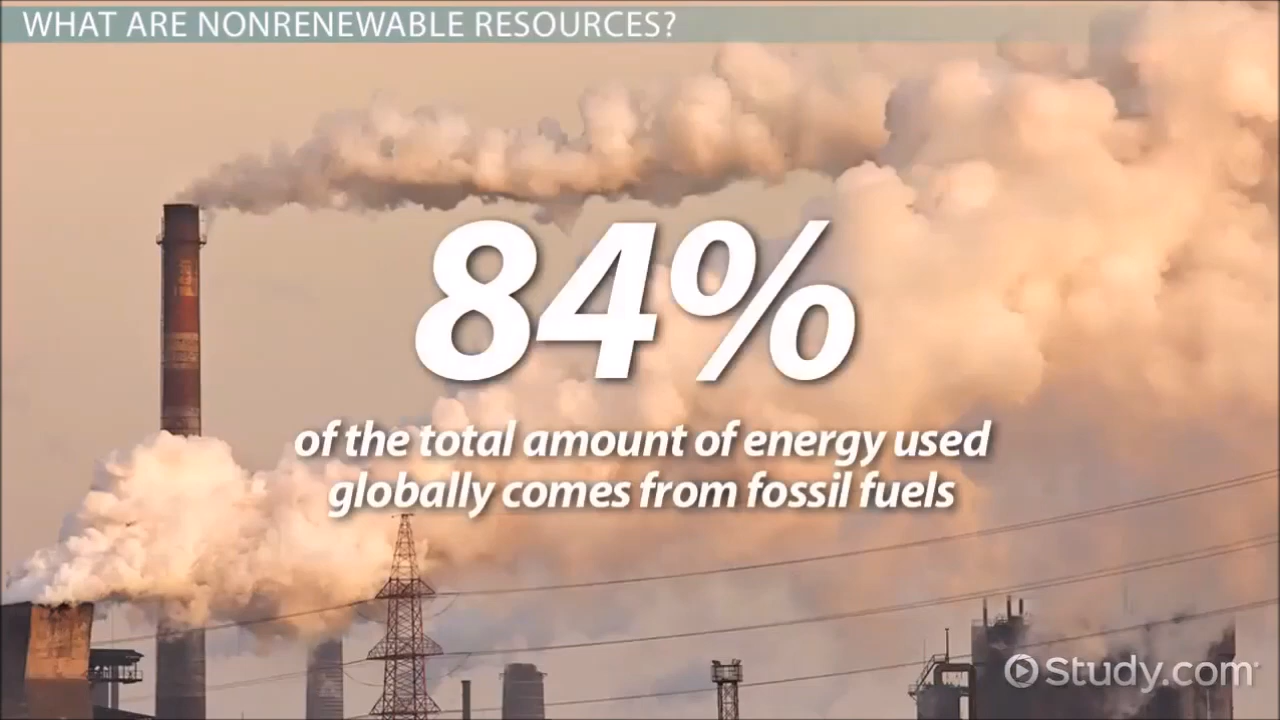 WHAT ARE NONRENEWABLE RESOURCES?
84%
of the total amount of energy used
globally comes from fossil fuels
Study.com